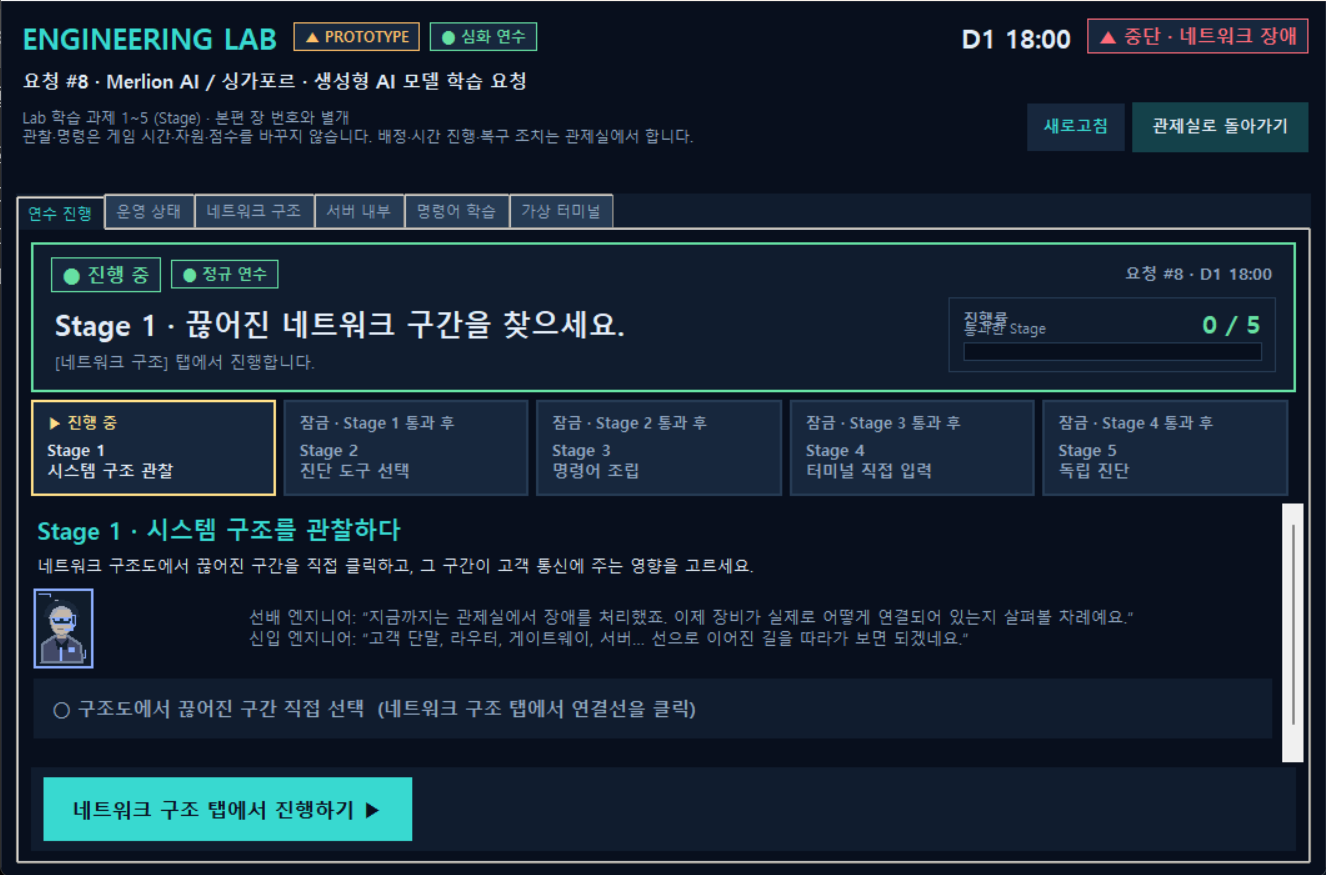 ENGINEERING LAB ▲ PROTOTYPE ● 심화 연수
D1 18:00 ▲ 중단 · 네트워크 장애
요청 #8 · Merlion AI / 싱가포르 · 생성형 AI 모델 학습 요청
Lab 학습 과제 1~5 (Stage) · 본편 장 번호와 별개
관찰·명령은 게임 시간·자원·점수를 바꾸지 않습니다. 배정·시간 진행·복구 조치는 관제실에서 합니다.
새로고침 관제실로 돌아가기
연수 진행 운영 상태 네트워크 구조 서버 내부 명령어 학습 가상 터미널
● 진행 중 ● 정규 연수
요청 #8 · D1 18:00
Stage 1 · 끊어진 네트워크 구간을 찾으세요.
[네트워크 구조] 탭에서 진행합니다.
진행률
통과한 Stage
0 / 5
▶ 진행 중
Stage 1
시스템 구조 관찰
잠금 · Stage 1 통과 후
Stage 2
진단 도구 선택
잠금 · Stage 2 통과 후
Stage 3
명령어 조립
잠금 · Stage 3 통과 후
Stage 4
터미널 직접 입력
잠금 · Stage 4 통과 후
Stage 5
독립 진단
Stage 1 · 시스템 구조를 관찰하다
네트워크 구조도에서 끊어진 구간을 직접 클릭하고, 그 구간이 고객 통신에 주는 영향을 고르세요.
선배 엔지니어: “지금까지는 관제실에서 장애를 처리했죠. 이제 장비가 실제로 어떻게 연결되어 있는지 살펴볼 차례예요.”
신입 엔지니어: “고객 단말, 라우터, 게이트웨이, 서버… 선으로 이어진 길을 따라가 보면 되겠네요.”
○ 구조도에서 끊어진 구간 직접 선택 (네트워크 구조 탭에서 연결선을 클릭)
네트워크 구조 탭에서 진행하기 ▶